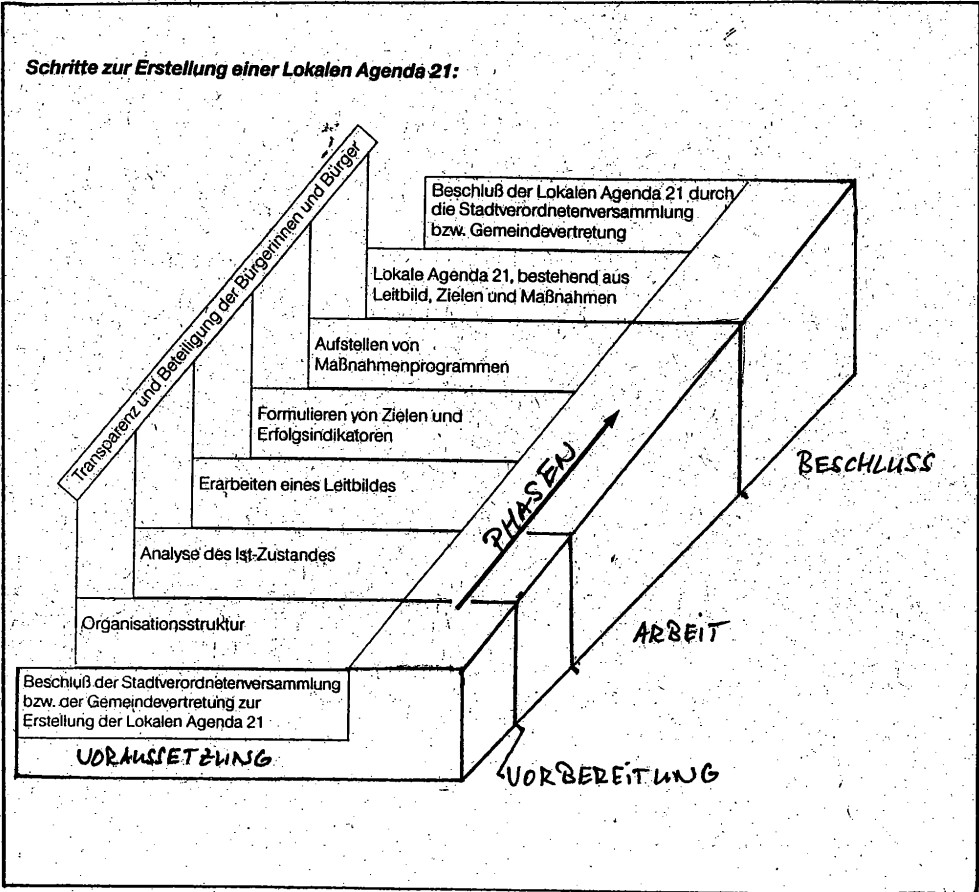 Schritte zur Erstellung einer Lokalen Agenda 21:
Transparenz und Beteiligung der Bürgerinnen und Bürger
Beschluß der Lokalen Agenda 21 durch
die Stadtverordnetenversammlung
bzw. Gemeindevertretung
Lokale Agenda 21, bestehend aus
Leitbild, Zielen und Maßnahmen
Aufstellen von
Maßnahmenprogrammen
Formulieren von Zielen und
Erfolgsindikatoren
Erarbeiten eines Leitbildes
Analyse des Ist-Zustandes
Organisationsstruktur
Beschluß der Stadtverordnetenversammlung
bzw. der Gemeindevertretung zur
Erstellung der Lokalen Agenda 21
VORAUSSETZUNG
PHASEN
VORBEREITUNG
ARBEIT
BESCHLUSS